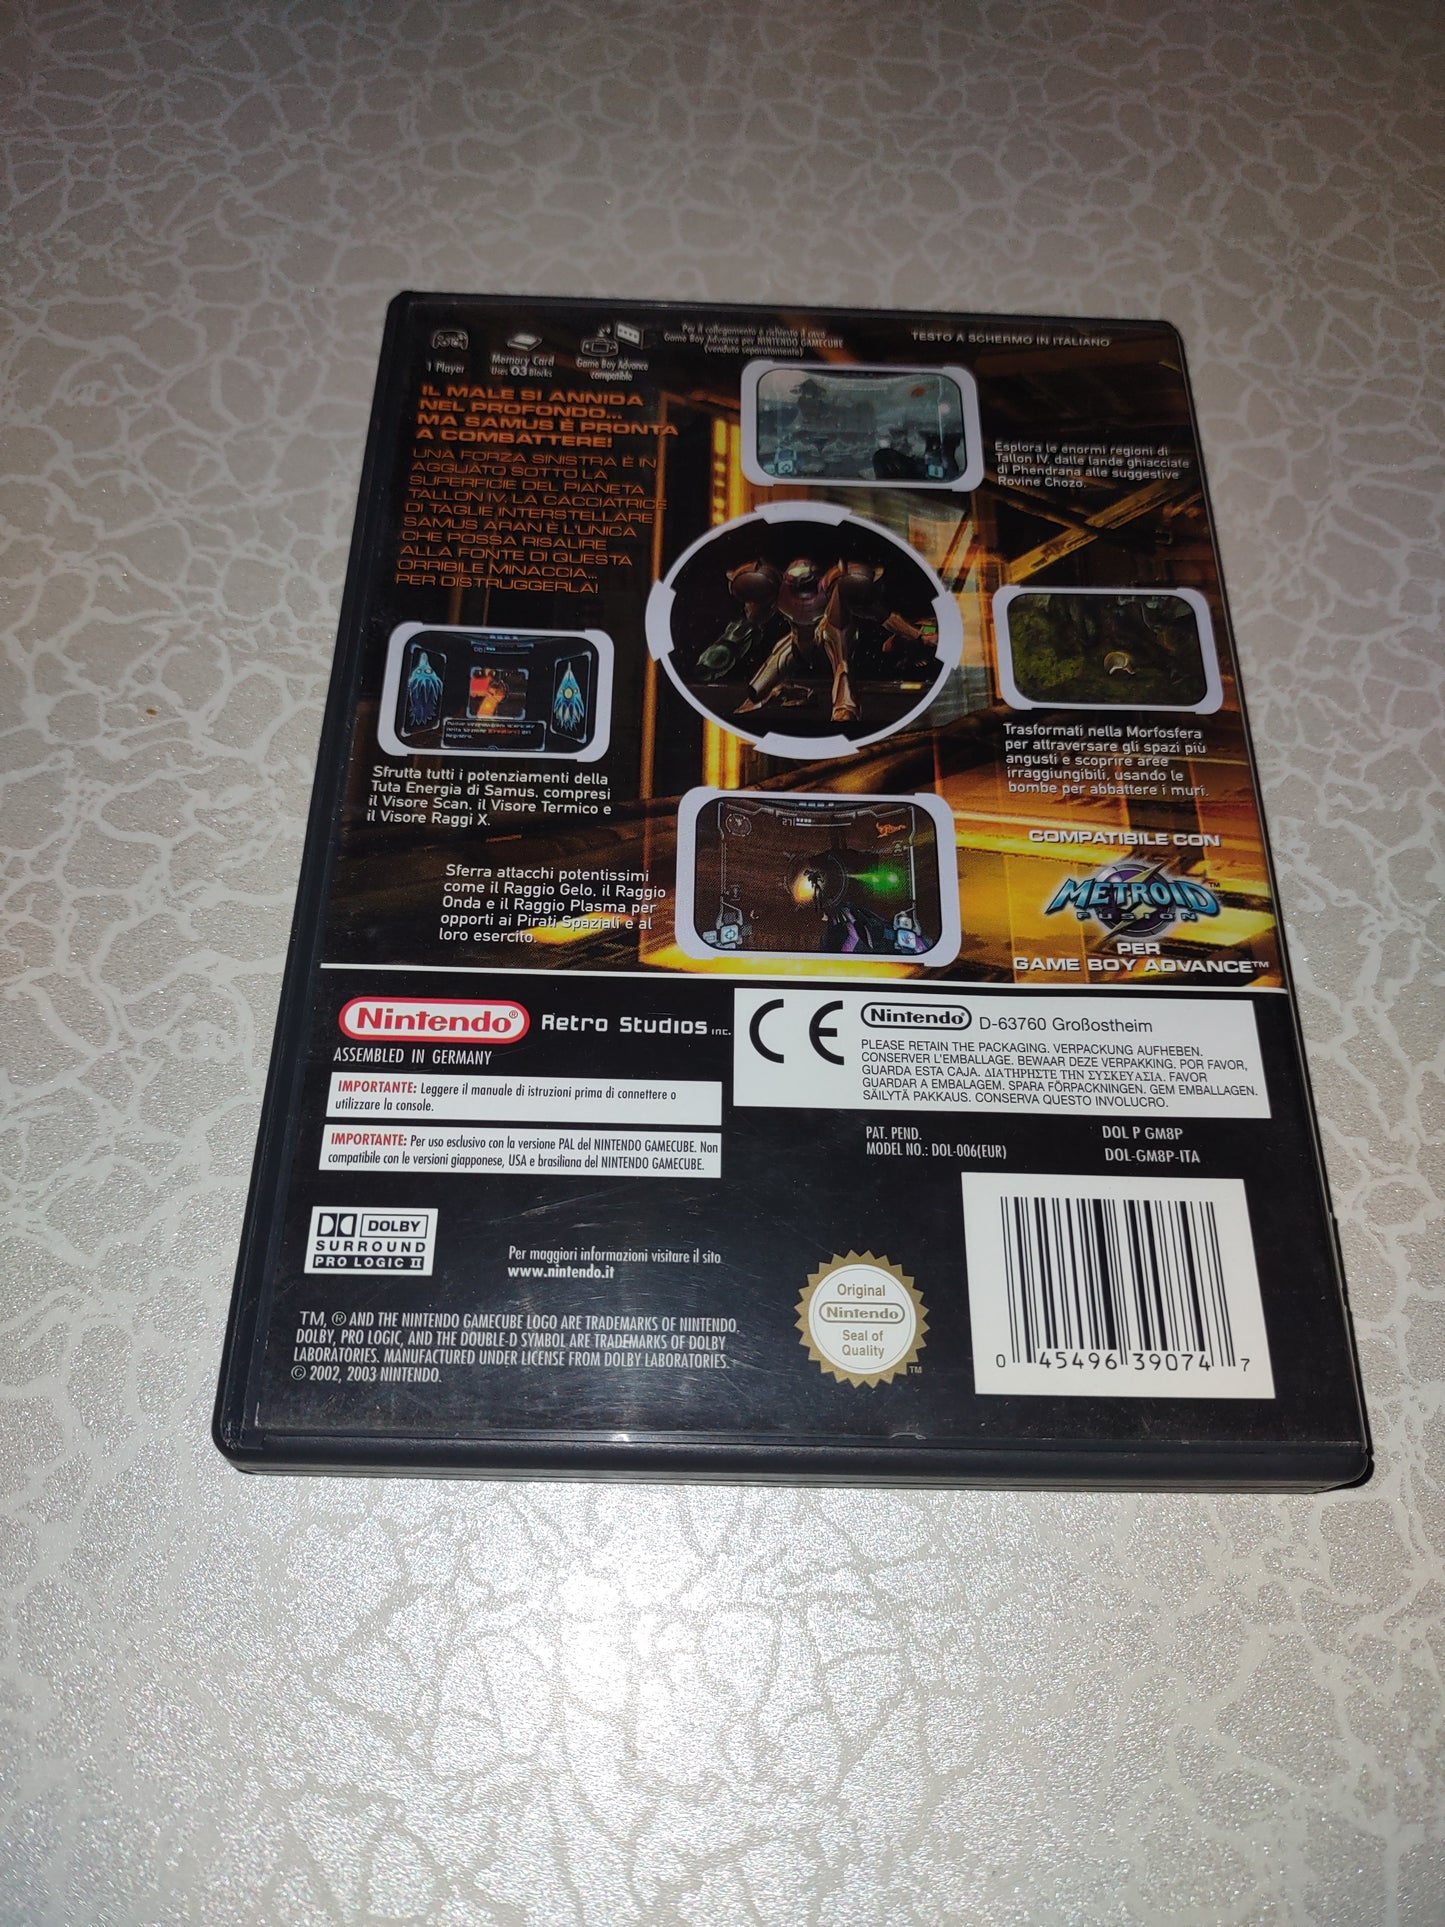 1 Player
Memory Card
Uses 03 Blocks
Game Boy Advance
compatible
Per il collegamento è richiesto il cavo
Game Boy Advance per NINTENDO GAMECUBE
(venduto separatamente)
TESTO A SCHERMO IN ITALIANO
IL MALE SI ANNIDA
NEL PROFONDO...
MA SAMUS È PRONTA
A COMBATTERE!
UNA FORZA SINISTRA È IN
AGGUATO SOTTO LA
SUPERFICIE DEL PIANETA
TALLON IV. LA CACCIATRICE
DI TAGLIE INTERSTELLARE
SAMUS ARAN È L'UNICA
CHE POSSA RISALIRE
ALLA FONTE DI QUESTA
ORRIBILE MINACCIA...
PER DISTRUGGERLA!
Esplora le enormi regioni di
Tallon IV, dalle lande ghiacciate
di Phendrana alle suggestive
Rovine Chozo.
Sfrutta tutti i potenziamenti della
Tuta Energia di Samus, compresi
il Visore Scan, il Visore Termico e
il Visore Raggi X.
Trasformati nella Morfosfera
per attraversare gli spazi più
angusti e scoprire aree
irraggiungibili, usando le
bombe per abbattere i muri.
Sferra attacchi potentissimi
come il Raggio Gelo, il Raggio
Onda e il Raggio Plasma per
opporti ai Pirati Spaziali e al
loro esercito.
COMPATIBILE CON
METROID™
FUSION
PER
GAME BOY ADVANCE™
Nintendo®
Retro Studios INC.
ASSEMBLED IN GERMANY
IMPORTANTE: Leggere il manuale di istruzioni prima di connettere o
utilizzare la console.
IMPORTANTE: Per uso esclusivo con la versione PAL del NINTENDO GAMECUBE. Non
compatibile con le versioni giapponese, USA e brasiliana del NINTENDO GAMECUBE.
CE
Nintendo D-63760 Großostheim
PLEASE RETAIN THE PACKAGING. VERPACKUNG AUFHEBEN.
CONSERVER L'EMBALLAGE. BEWAAR DEZE VERPAKKING. POR FAVOR,
GUARDA ESTA CAJA. ΔΙΑΤΗΡΗΣΤΕ ΤΗΝ ΣΥΣΚΕΥΑΣΙΑ. FAVOR
GUARDAR A EMBALAGEM. SPARA FÖRPACKNINGEN. GEM EMBALLAGEN.
SÄILYTÄ PAKKAUS. CONSERVA QUESTO INVOLUCRO.
PAT. PEND.
MODEL NO.: DOL-006(EUR)
DOL P GM8P
DOL-GM8P-ITA
DOLBY
SURROUND
PRO LOGIC II
Per maggiori informazioni visitare il sito
www.nintendo.it
TM, ® AND THE NINTENDO GAMECUBE LOGO ARE TRADEMARKS OF NINTENDO.
DOLBY, PRO LOGIC, AND THE DOUBLE-D SYMBOL ARE TRADEMARKS OF DOLBY
LABORATORIES. MANUFACTURED UNDER LICENSE FROM DOLBY LABORATORIES.
© 2002, 2003 NINTENDO.
Original
Nintendo
Seal of
Quality
TM
0 45496 39074 7